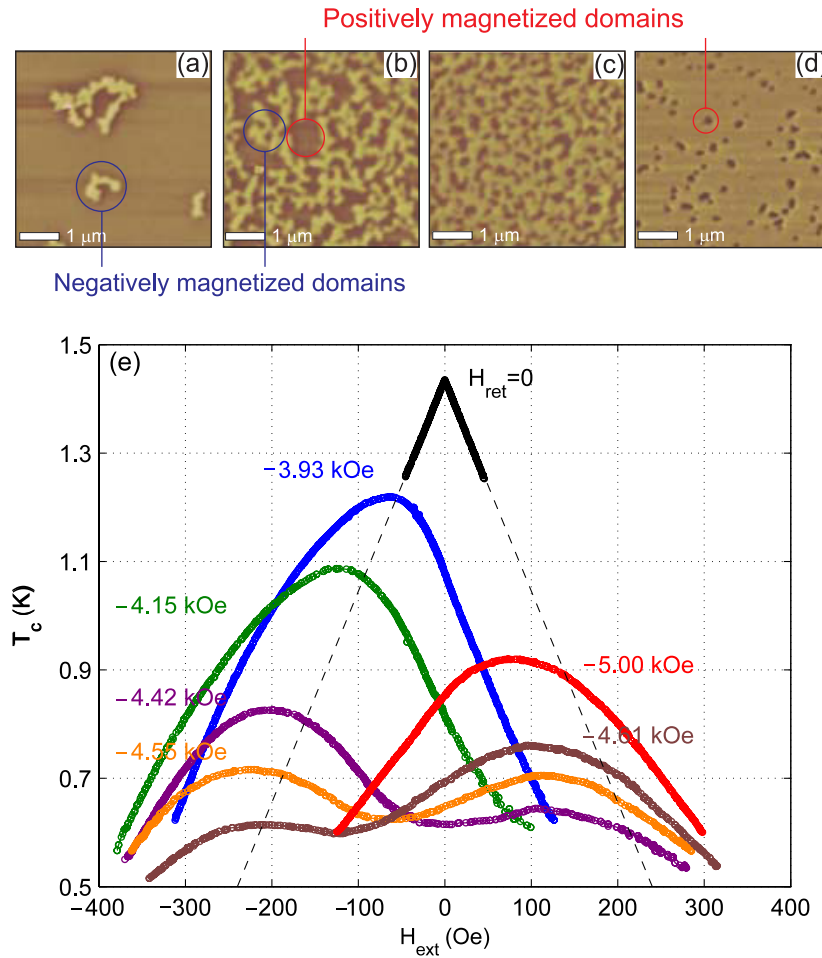 Positively magnetized domains
(a)
(b)
(c)
(d)
1 µm
1 µm
1 µm
1 µm
Negatively magnetized domains
(e)
1.5
1.3
1.1
0.9
0.7
0.5
T_c (K)
H_ret=0
−3.93 kOe
−4.15 kOe
−4.42 kOe
−4.55 kOe
−5.00 kOe
−4.61 kOe
−400
−300
−200
−100
0
100
200
300
400
H_ext (Oe)